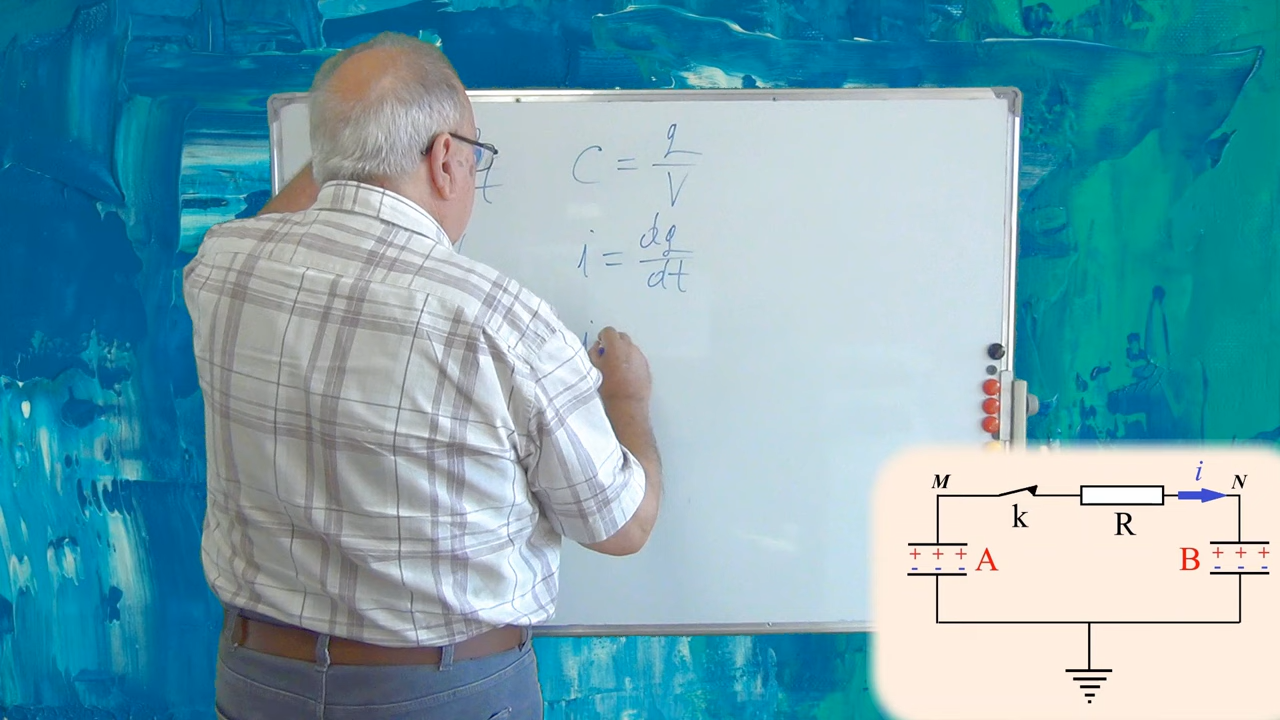 C = q/V
i = dq/dt
i
M
k
R
i
N
+ + +
- - -
A
B
+ + +
- - -